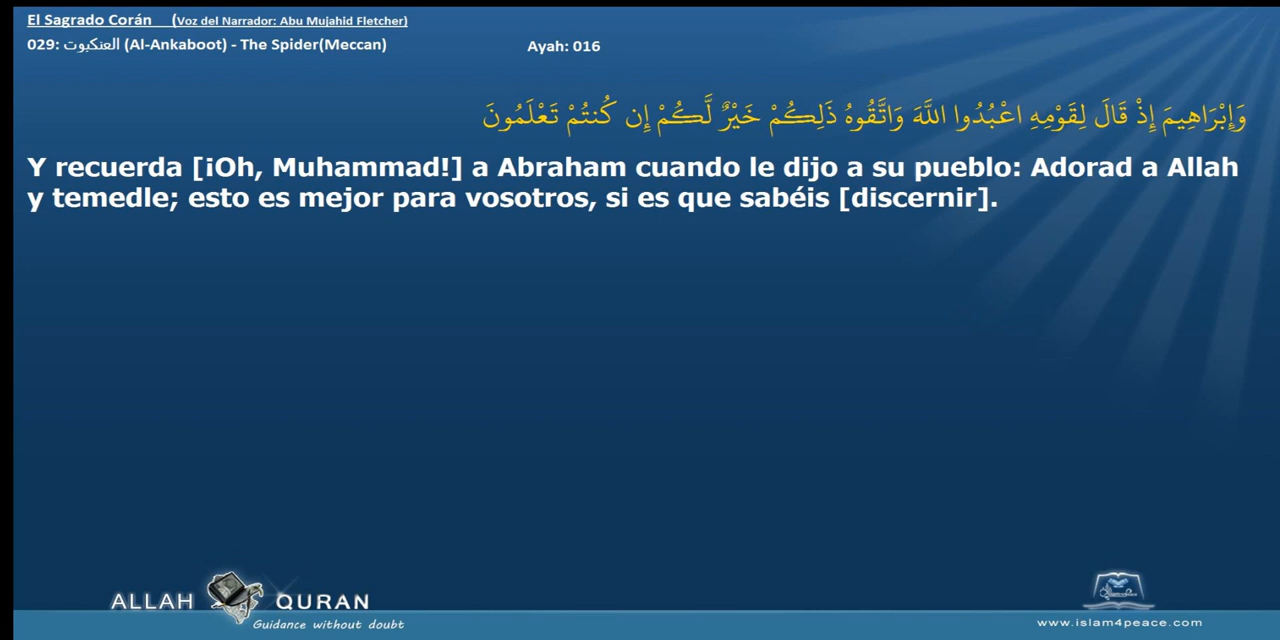 El Sagrado Corán (Voz del Narrador: Abu Mujahid Fletcher)
029: العنكبوت (Al-Ankaboot) - The Spider(Meccan) Ayah: 016
وَإِبْرَاهِيمَ إِذْ قَالَ لِقَوْمِهِ اعْبُدُوا اللَّهَ وَاتَّقُوهُ ذَلِكُمْ خَيْرٌ لَّكُمْ إِن كُنتُمْ تَعْلَمُونَ
Y recuerda [¡Oh, Muhammad!] a Abraham cuando le dijo a su pueblo: Adorad a Allah
y temedle; esto es mejor para vosotros, si es que sabéis [discernir].
ALLAH QURAN
Guidance without doubt
www.islam4peace.com